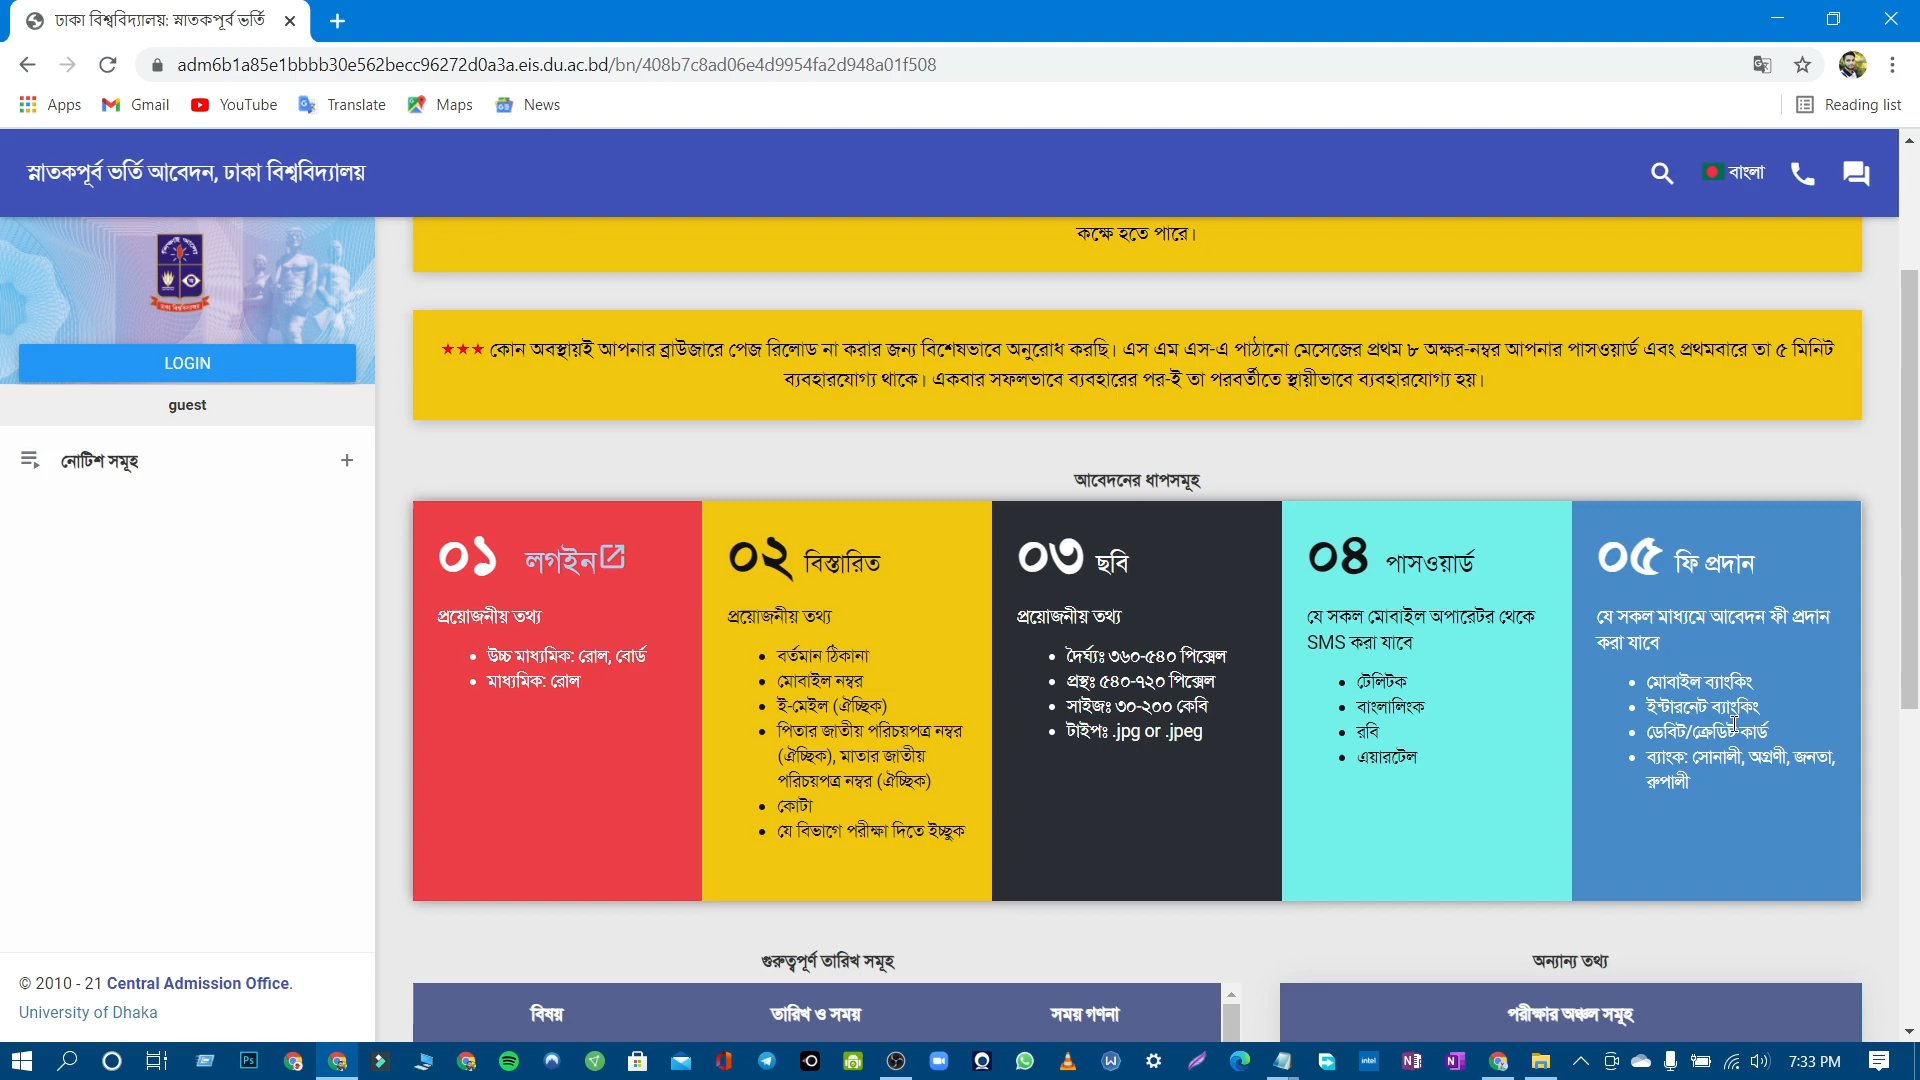 ঢাকা বিশ্ববিদ্যালয়: স্নাতকপূর্ব ভর্তি
adm6b1a85e1bbbb30e562becc96272d0a3a.eis.du.ac.bd/bn/408b7c8ad06e4d9954fa2d948a01f508
Apps Gmail YouTube Translate Maps News Reading list
স্নাতকপূর্ব ভর্তি আবেদন, ঢাকা বিশ্ববিদ্যালয়
বাংলা
LOGIN
guest
নোটিশ সমূহ
© 2010 - 21 Central Admission Office.
University of Dhaka
কক্ষে হতে পারে।
★★★ কোন অবস্থায়ই আপনার ব্রাউজারে পেজ রিলোড না করার জন্য বিশেষভাবে অনুরোধ করছি। এস এম এস-এ পাঠানো মেসেজের প্রথম ৮ অক্ষর-নম্বর আপনার পাসওয়ার্ড এবং প্রথমবারে তা ৫ মিনিট
ব্যবহারযোগ্য থাকে। একবার সফলভাবে ব্যবহারের পর-ই তা পরবর্তীতে স্থায়ীভাবে ব্যবহারযোগ্য হয়।
আবেদনের ধাপসমূহ
০১ লগইন
প্রয়োজনীয় তথ্য
উচ্চ মাধ্যমিক: রোল, বোর্ড
মাধ্যমিক: রোল
০২ বিস্তারিত
প্রয়োজনীয় তথ্য
বর্তমান ঠিকানা
মোবাইল নম্বর
ই-মেইল (ঐচ্ছিক)
পিতার জাতীয় পরিচয়পত্র নম্বর
(ঐচ্ছিক), মাতার জাতীয়
পরিচয়পত্র নম্বর (ঐচ্ছিক)
কোটা
যে বিভাগে পরীক্ষা দিতে ইচ্ছুক
০৩ ছবি
প্রয়োজনীয় তথ্য
দৈর্ঘ্যঃ ৩৬০-৫৪০ পিক্সেল
প্রস্থঃ ৫৪০-৭২০ পিক্সেল
সাইজঃ ৩০-২০০ কেবি
টাইপঃ .jpg or .jpeg
০৪ পাসওয়ার্ড
যে সকল মোবাইল অপারেটর থেকে
SMS করা যাবে
টেলিটক
বাংলালিংক
রবি
এয়ারটেল
০৫ ফি প্রদান
যে সকল মাধ্যমে আবেদন ফী প্রদান
করা যাবে
মোবাইল ব্যাংকিং
ইন্টারনেট ব্যাংকিং
ডেবিট/ক্রেডিট কার্ড
ব্যাংক: সোনালী, অগ্রণী, জনতা,
রুপালী
গুরুত্বপূর্ণ তারিখ সমূহ
বিষয় তারিখ ও সময় সময় গণনা
অন্যান্য তথ্য
পরীক্ষার অঞ্চল সমূহ
7:33 PM